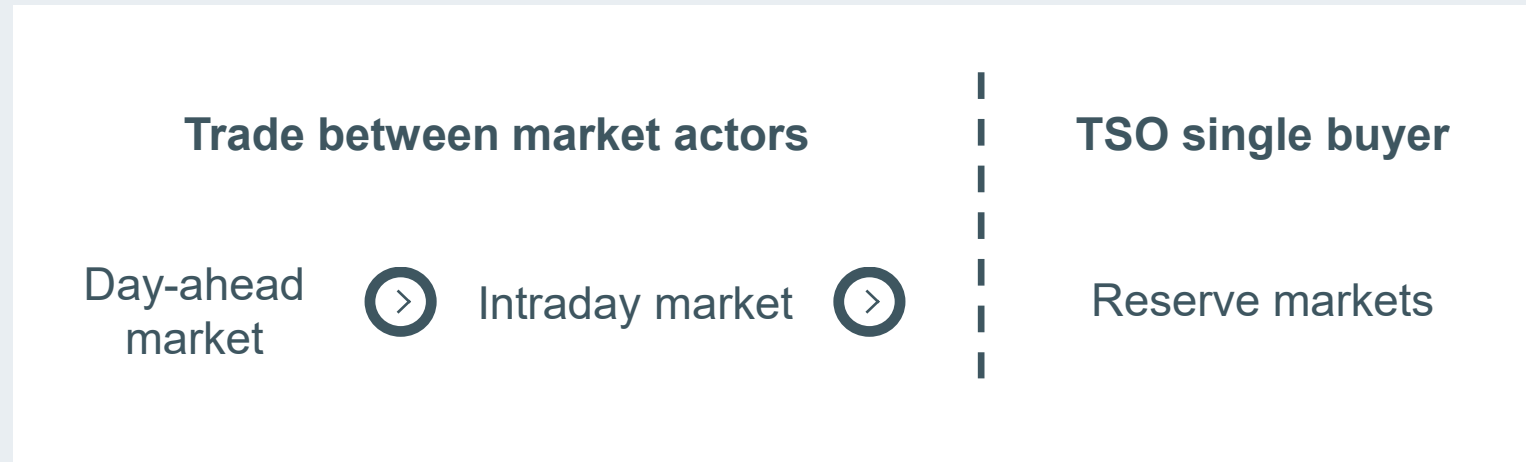 Trade between market actors
TSO single buyer
Day-ahead
market
Intraday market
Reserve markets